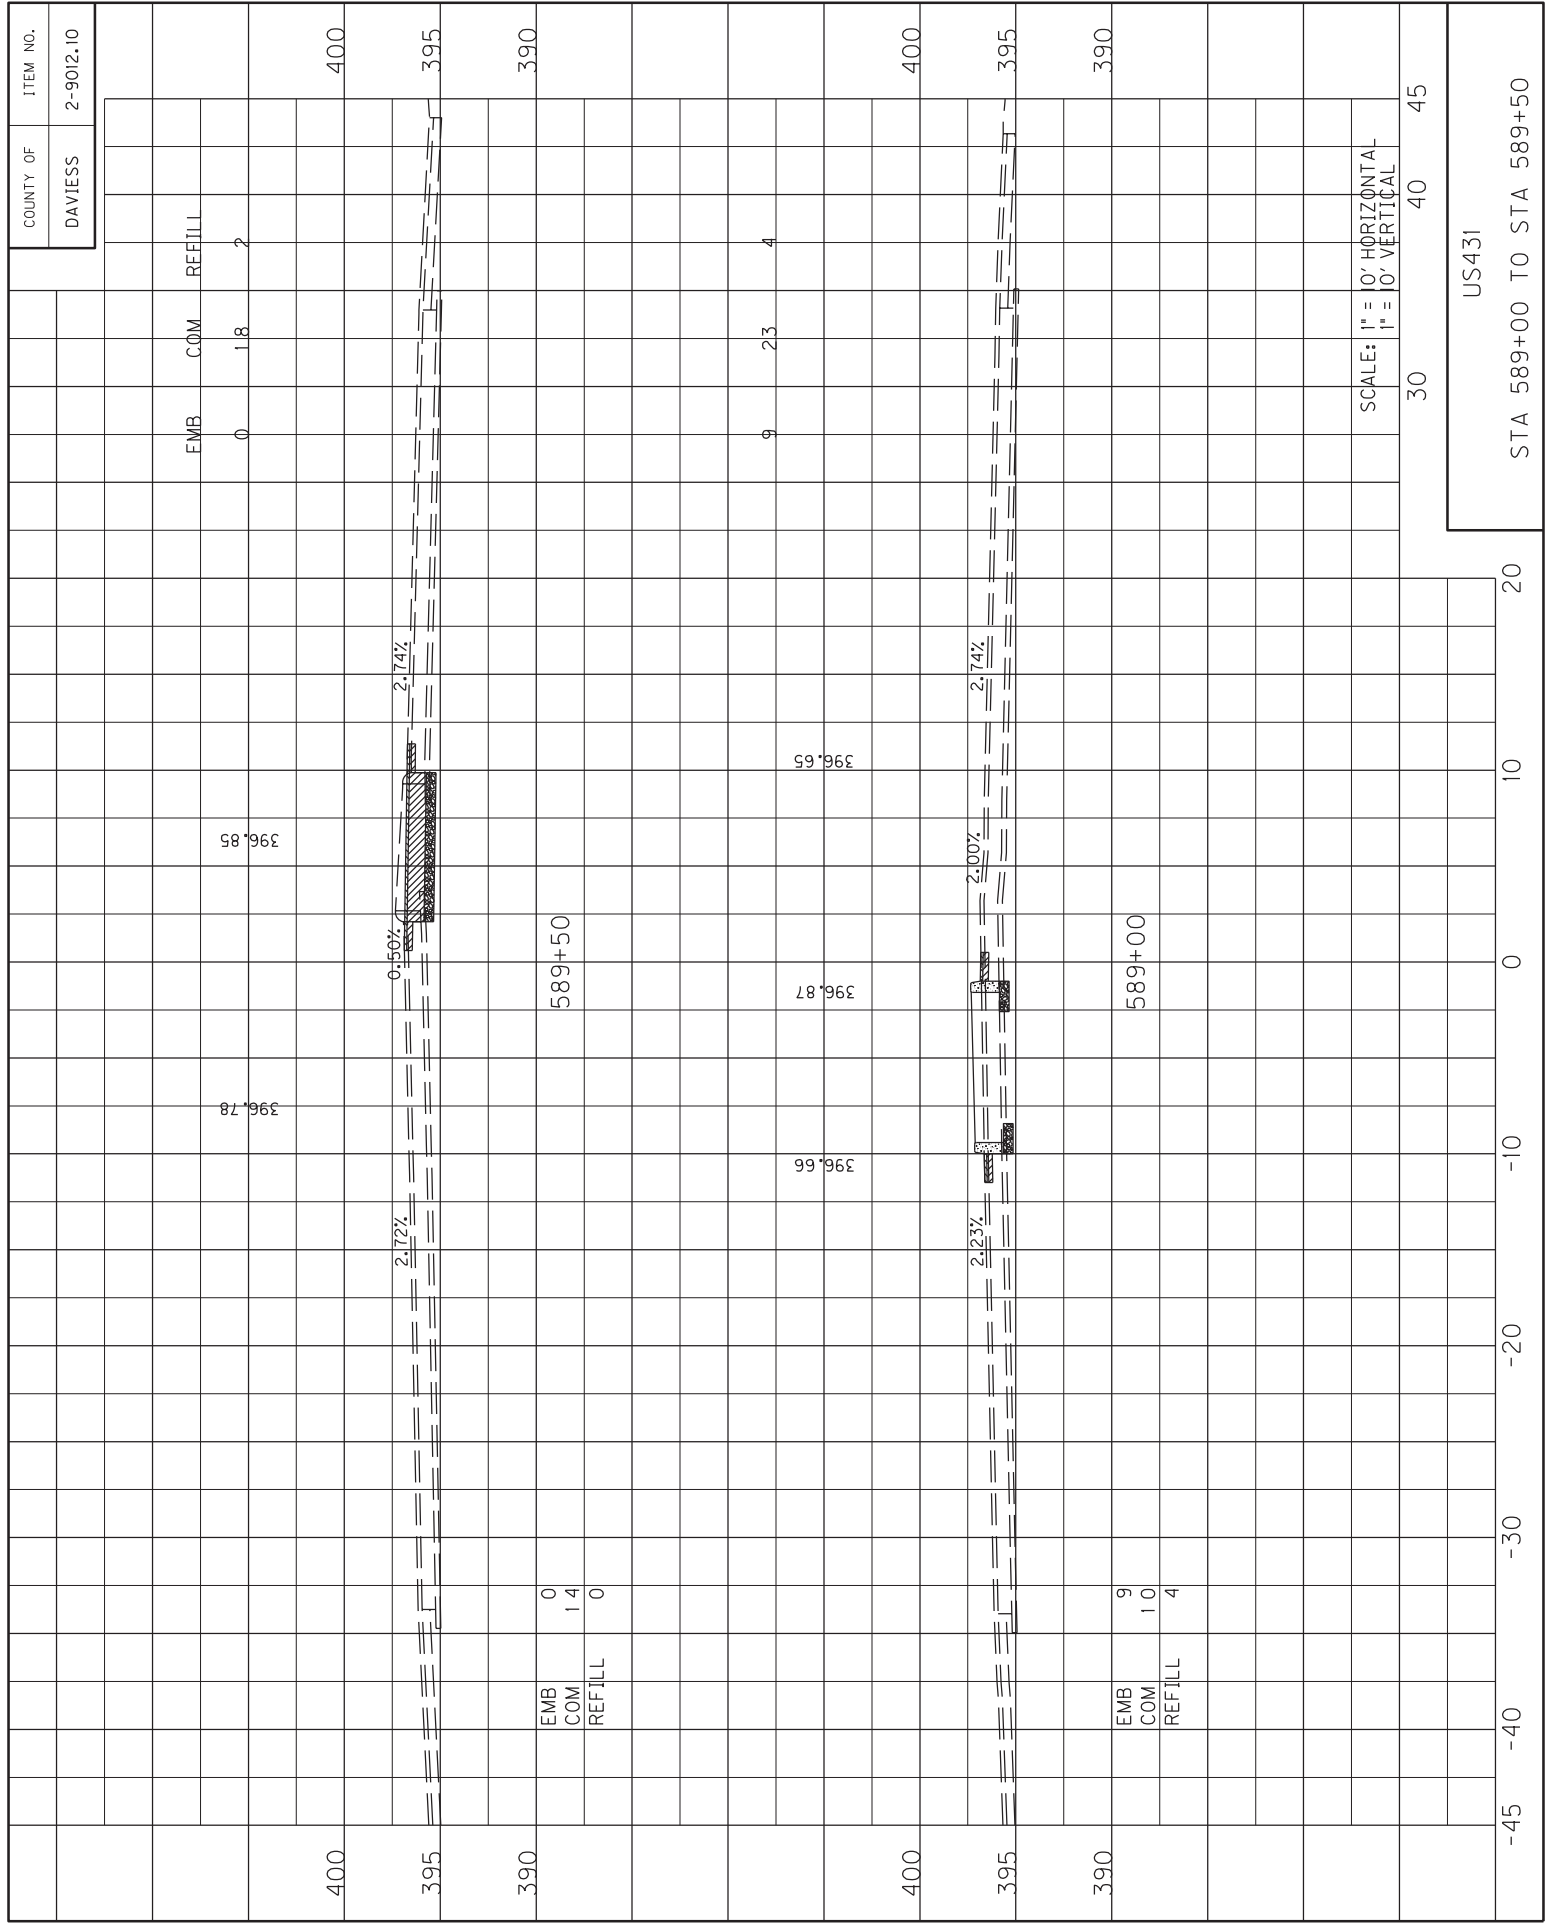 COUNTY OF ITEM NO.
DAVIESS 2-9012.10
EMB COM REFILL
0 18 2
400 400
395 395
390 390
396.78 396.85
2.72% 0.50% 2.74%
589+50
EMB 0
COM 14
REFILL 0
9 23 4
400 400
395 395
390 390
396.66 396.87 396.65
2.23% 2.00% 2.74%
589+00
EMB 9
COM 10
REFILL 4
SCALE: 1" = 10' HORIZONTAL
1" = 10' VERTICAL
30 40 45
-45 -40 -30 -20 -10 0 10 20
US431
STA 589+00 TO STA 589+50